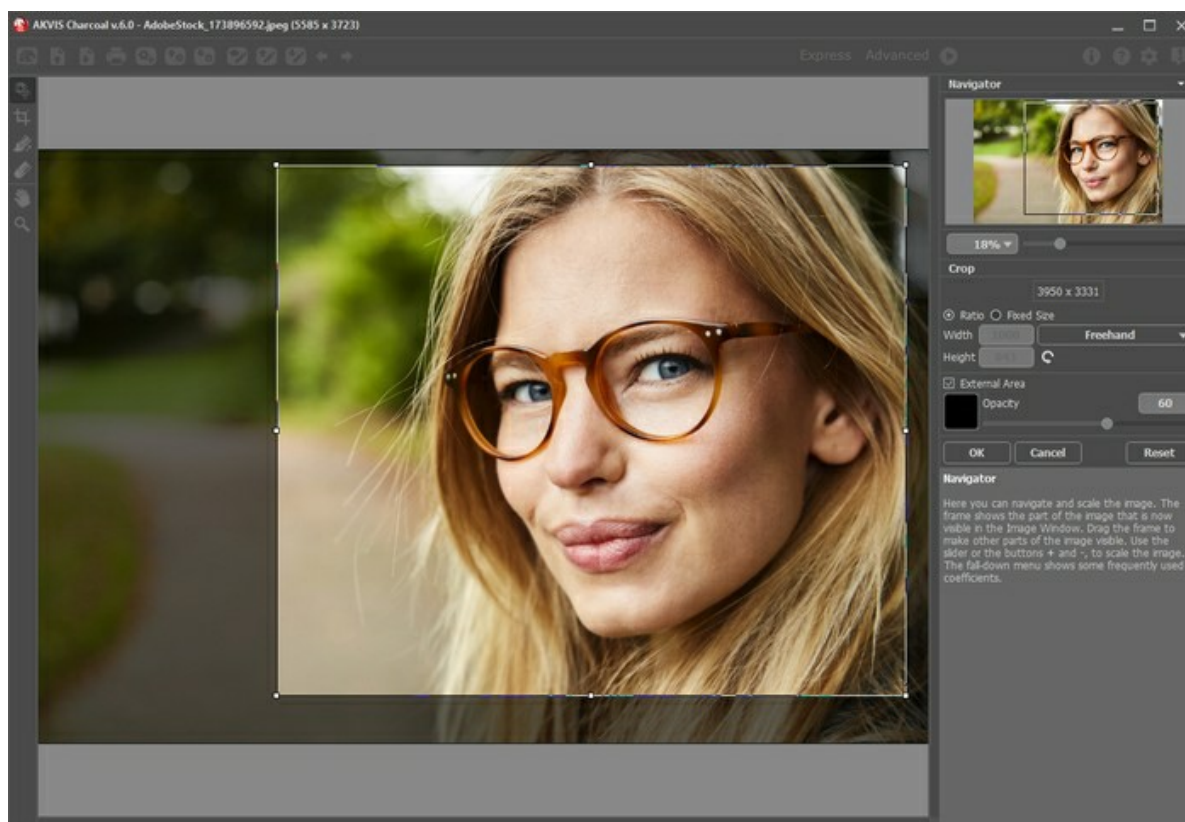 AKVIS Charcoal v.6.0 - AdobeStock_173896592.jpeg (5585 x 3723)
Express Advanced
Navigator
18%
Crop
3950 x 3331
Ratio Fixed Size
Width Freehand
Height
External Area
Opacity 60
OK Cancel Reset
Navigator
Here you can navigate and scale the image. The
frame shows the part of the image that is now
visible in the Image Window. Drag the frame to
make other parts of the image visible. Use the
slider or the buttons + and -, to scale the image.
The fall-down menu shows some frequently used
coefficients.